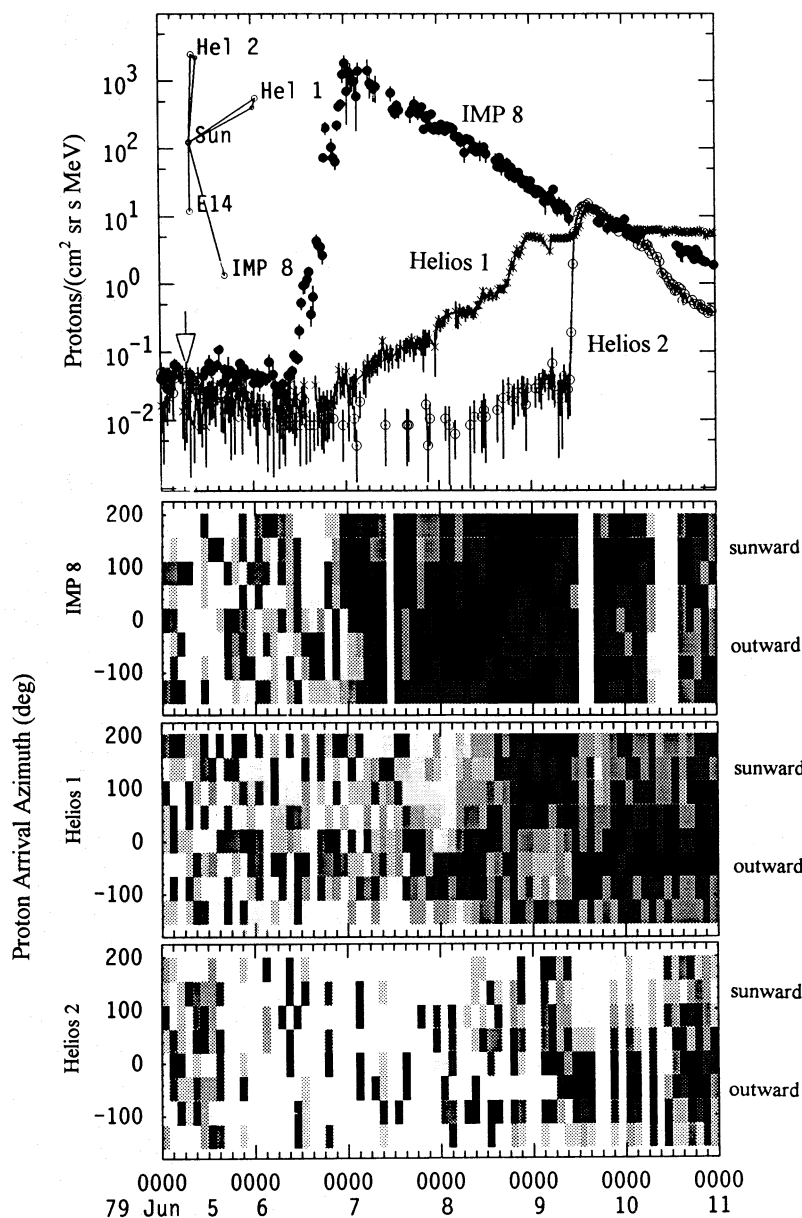 Protons/(cm² sr s MeV)
10³
10²
10¹
10⁰
10⁻¹
10⁻²
Hel 2
Hel 1
Sun
E14
IMP 8
IMP 8
Helios 1
Helios 2
Proton Arrival Azimuth (deg)
IMP 8
200
100
0
-100
sunward
outward
Helios 1
200
100
0
-100
sunward
outward
Helios 2
200
100
0
-100
sunward
outward
0000 0000 0000 0000 0000 0000 0000
79 Jun 5 6 7 8 9 10 11